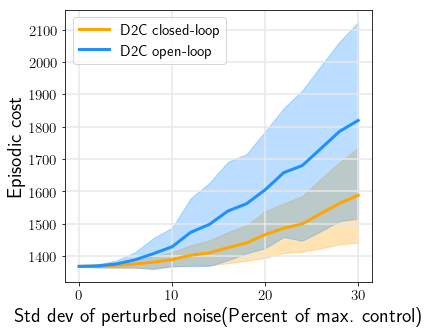 D2C closed-loop
D2C open-loop
Episodic cost
2100
2000
1900
1800
1700
1600
1500
1400
0 10 20 30
Std dev of perturbed noise(Percent of max. control)